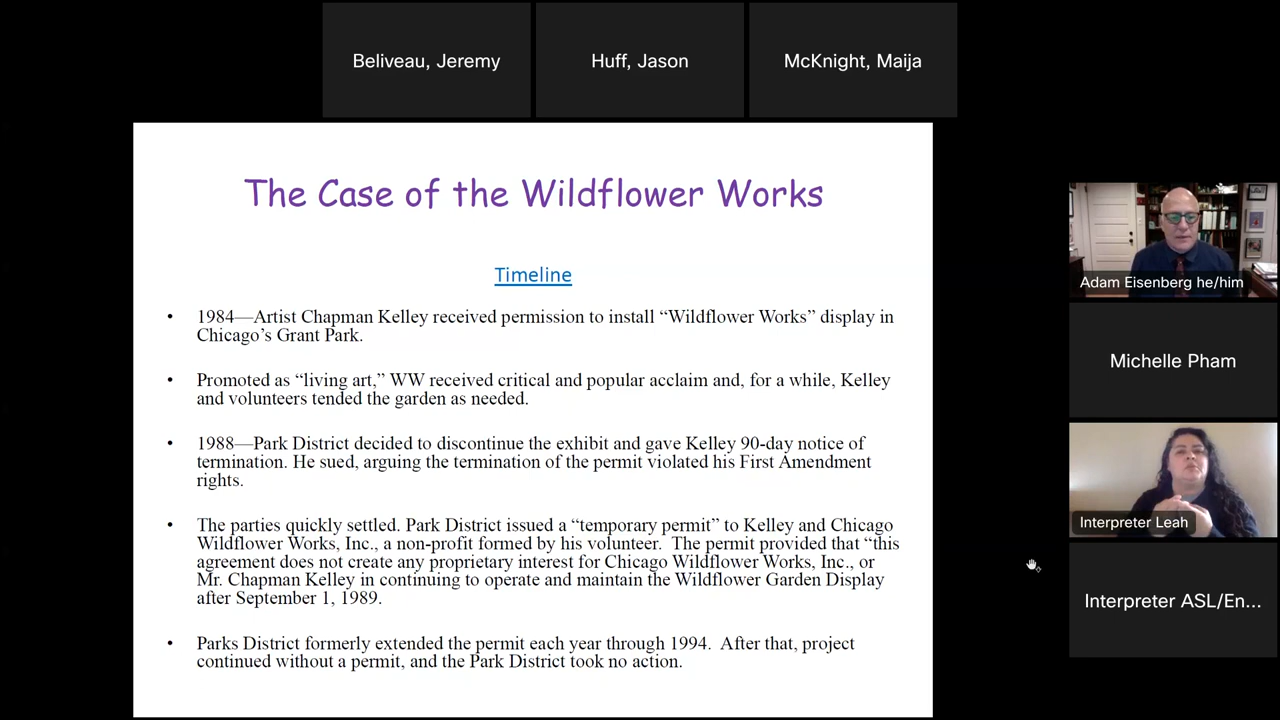 Beliveau, Jeremy
Huff, Jason
McKnight, Maija
The Case of the Wildflower Works
Timeline
• 1984—Artist Chapman Kelley received permission to install “Wildflower Works” display in
Chicago’s Grant Park.
• Promoted as “living art,” WW received critical and popular acclaim and, for a while, Kelley
and volunteers tended the garden as needed.
• 1988—Park District decided to discontinue the exhibit and gave Kelley 90-day notice of
termination. He sued, arguing the termination of the permit violated his First Amendment
rights.
• The parties quickly settled. Park District issued a “temporary permit” to Kelley and Chicago
Wildflower Works, Inc., a non-profit formed by his volunteer.  The permit provided that “this
agreement does not create any proprietary interest for Chicago Wildflower Works, Inc., or
Mr. Chapman Kelley in continuing to operate and maintain the Wildflower Garden Display
after September 1, 1989.
• Parks District formerly extended the permit each year through 1994.  After that, project
continued without a permit, and the Park District took no action.
Adam Eisenberg he/him
Michelle Pham
Interpreter Leah
Interpreter ASL/En...